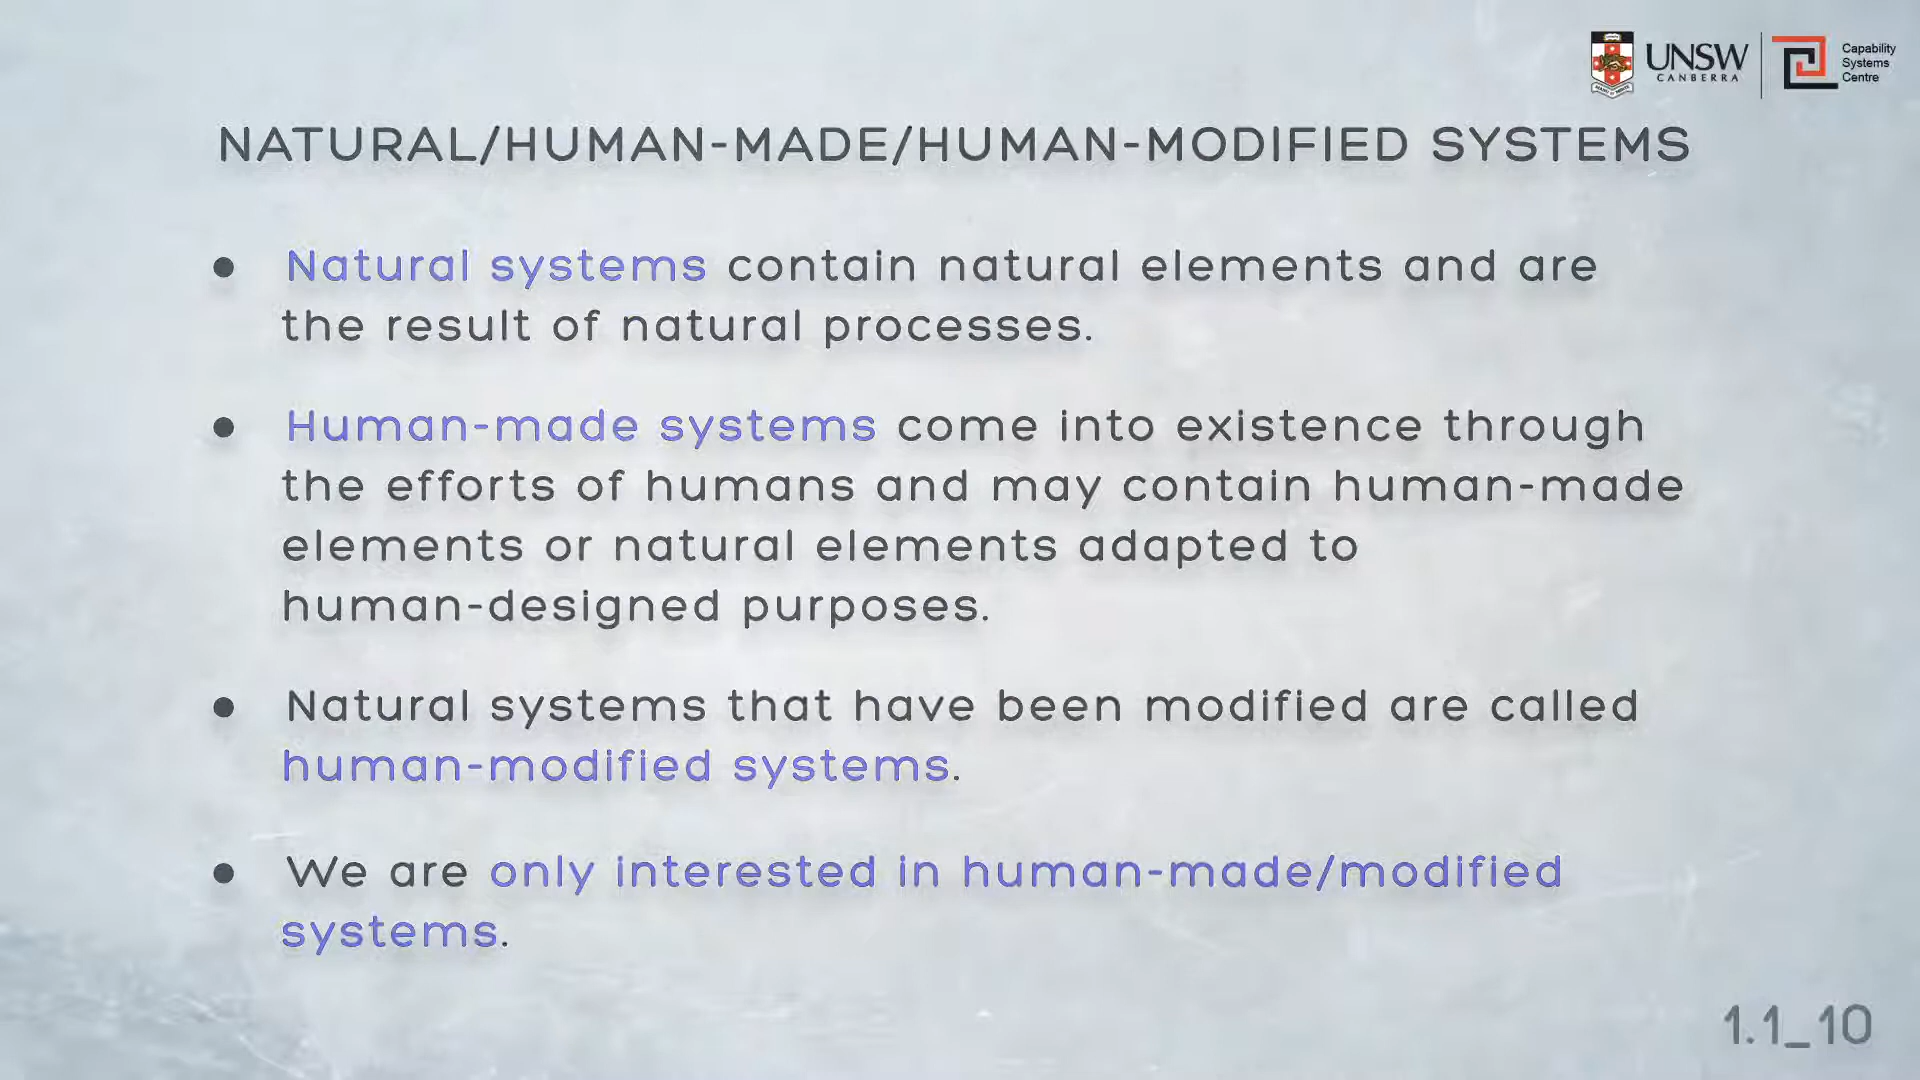 UNSW
CANBERRA
Capability
Systems
Centre
NATURAL/HUMAN-MADE/HUMAN-MODIFIED SYSTEMS
● Natural systems contain natural elements and are
the result of natural processes.
● Human-made systems come into existence through
the efforts of humans and may contain human-made
elements or natural elements adapted to
human-designed purposes.
● Natural systems that have been modified are called
human-modified systems.
● We are only interested in human-made/modified
systems.
1.1_10